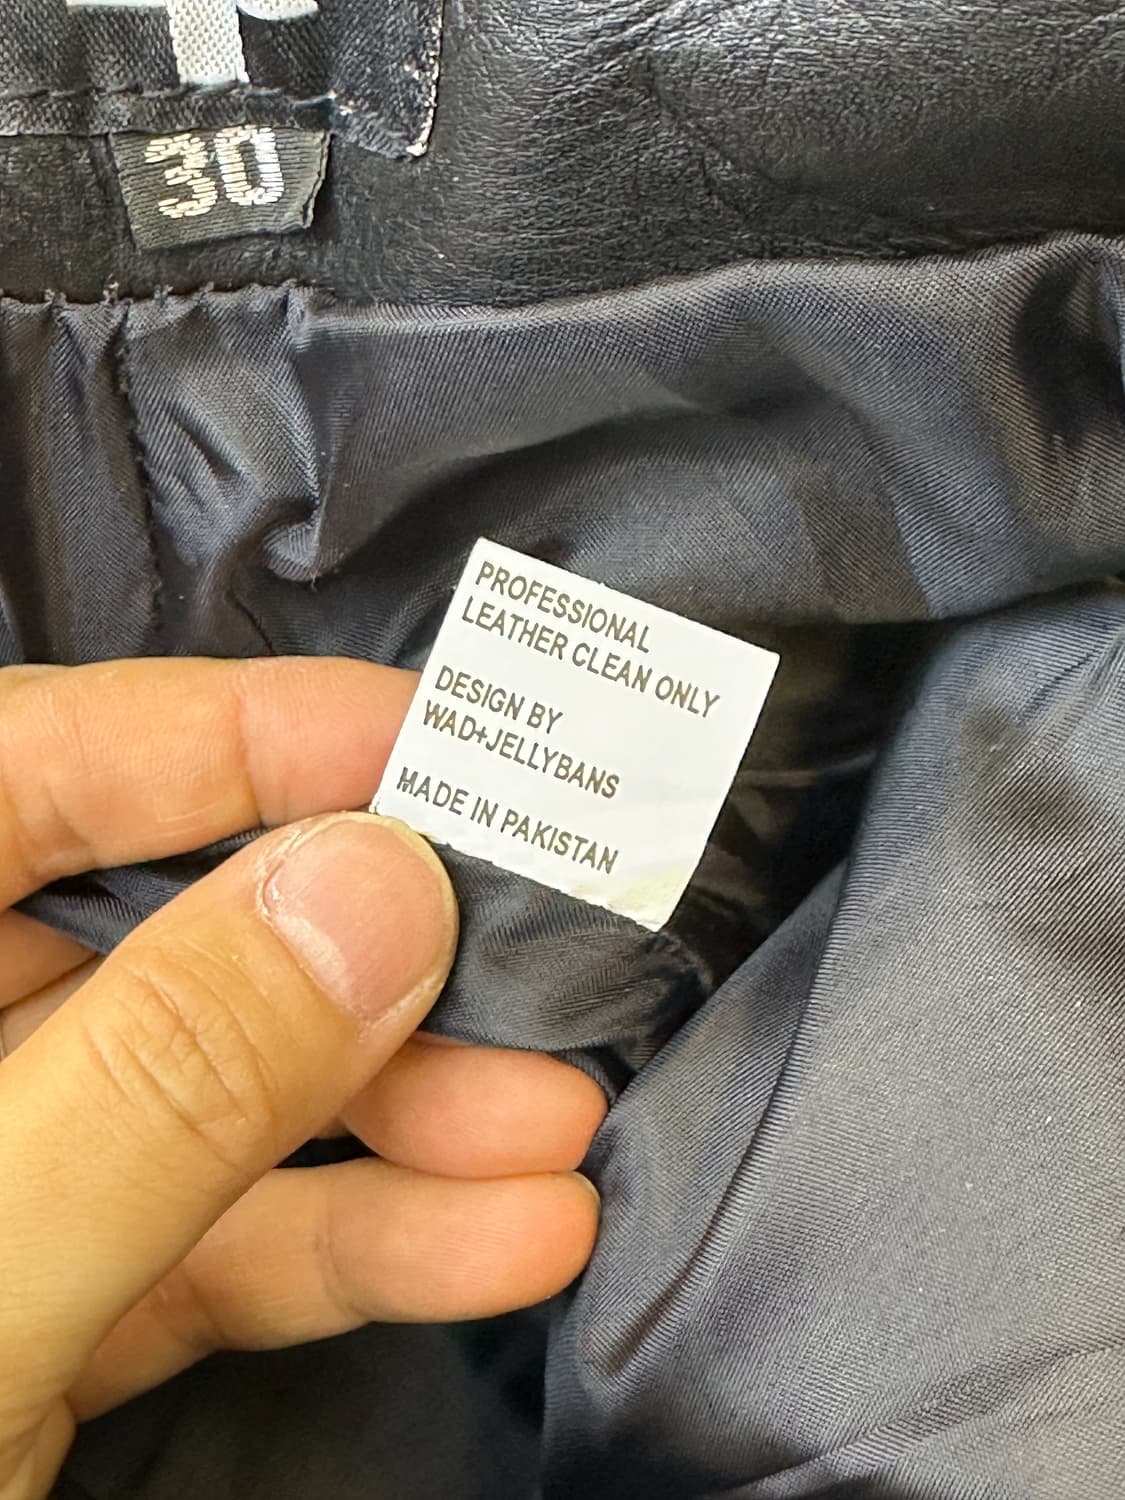 30
PROFESSIONAL
LEATHER CLEAN ONLY
DESIGN BY
WAD+JELLYBANS
MADE IN PAKISTAN